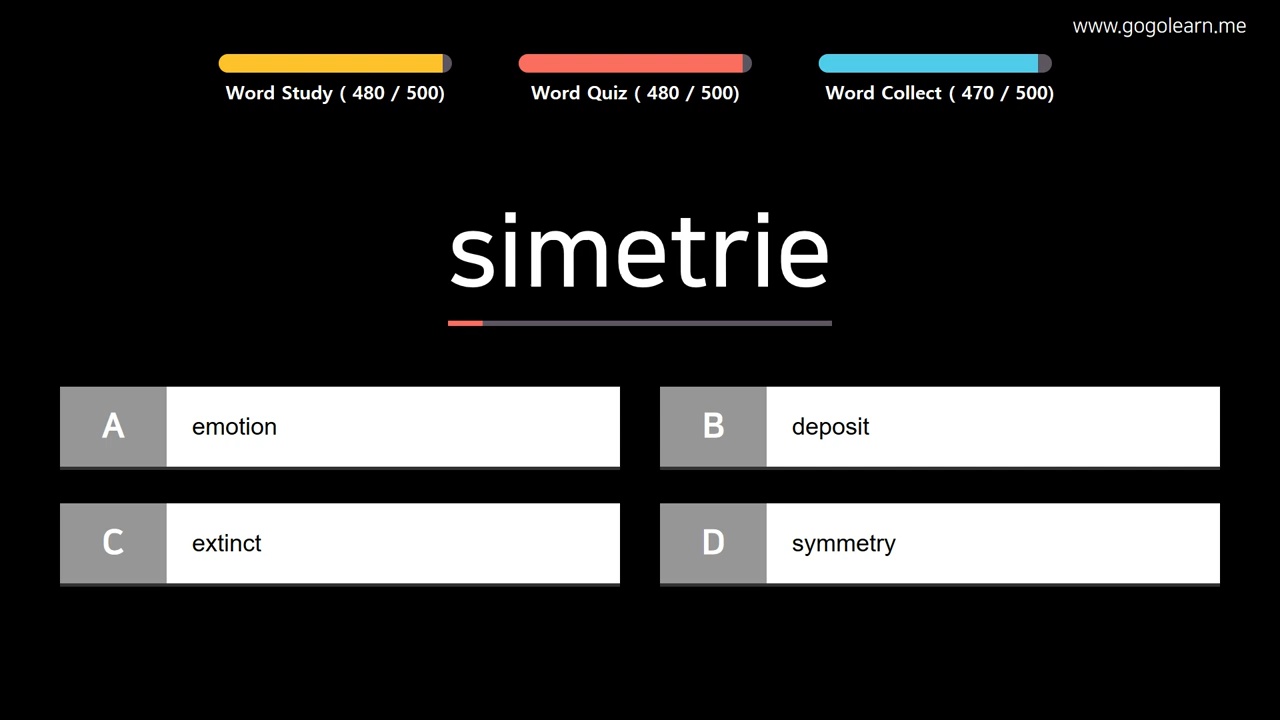 www.gogolearn.me
Word Study ( 480 / 500)
Word Quiz ( 480 / 500)
Word Collect ( 470 / 500)
simetrie
A emotion
B deposit
C extinct
D symmetry